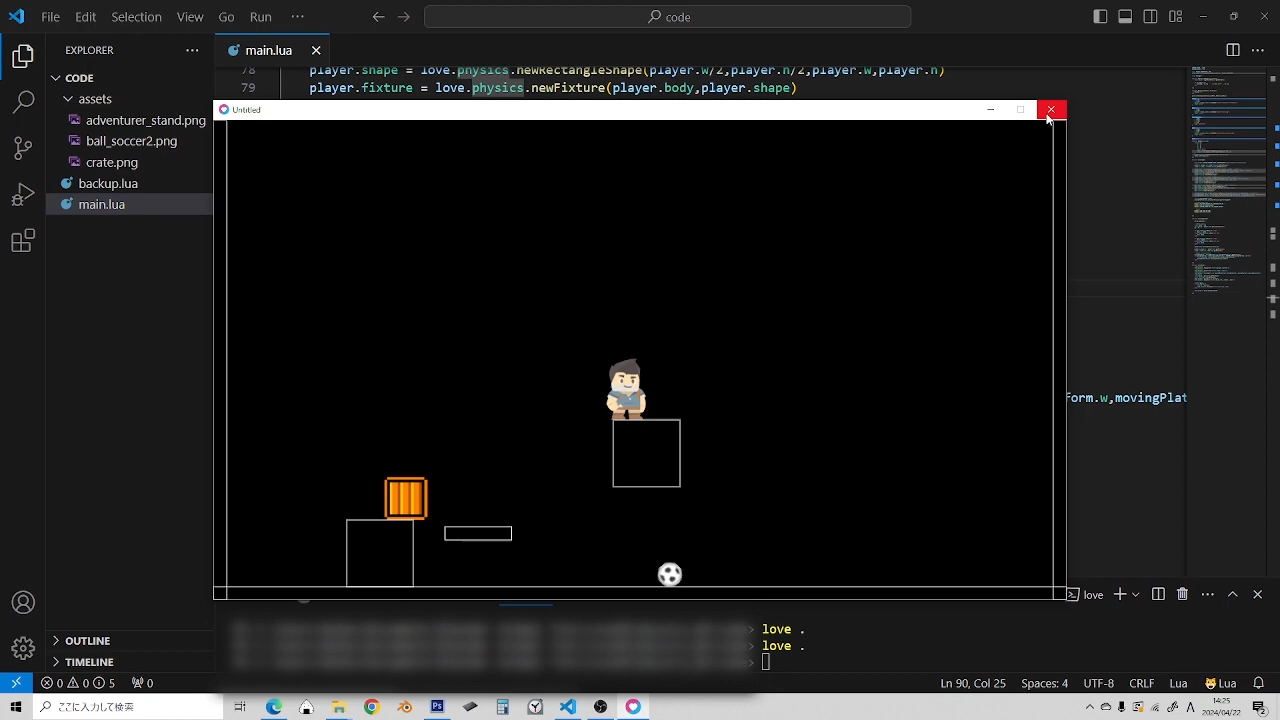 File Edit Selection View Go Run ··· code
EXPLORER ···
main.lua
CODE
assets
adventurer_stand.png
ball_soccer2.png
crate.png
backup.lua
main.lua
78 player.shape = love.physics.newRectangleShape(player.w/2,player.h/2,player.w,player.h)
79 player.fixture = love.physics.newFixture(player.body,player.shape)
Untitled
form.w,movingPlat
love
love .
love .
OUTLINE
TIMELINE
0 0 5 0 Ln 90, Col 25 Spaces: 4 UTF-8 CRLF Lua Lua
ここに入力して検索
14:25
2024/04/22